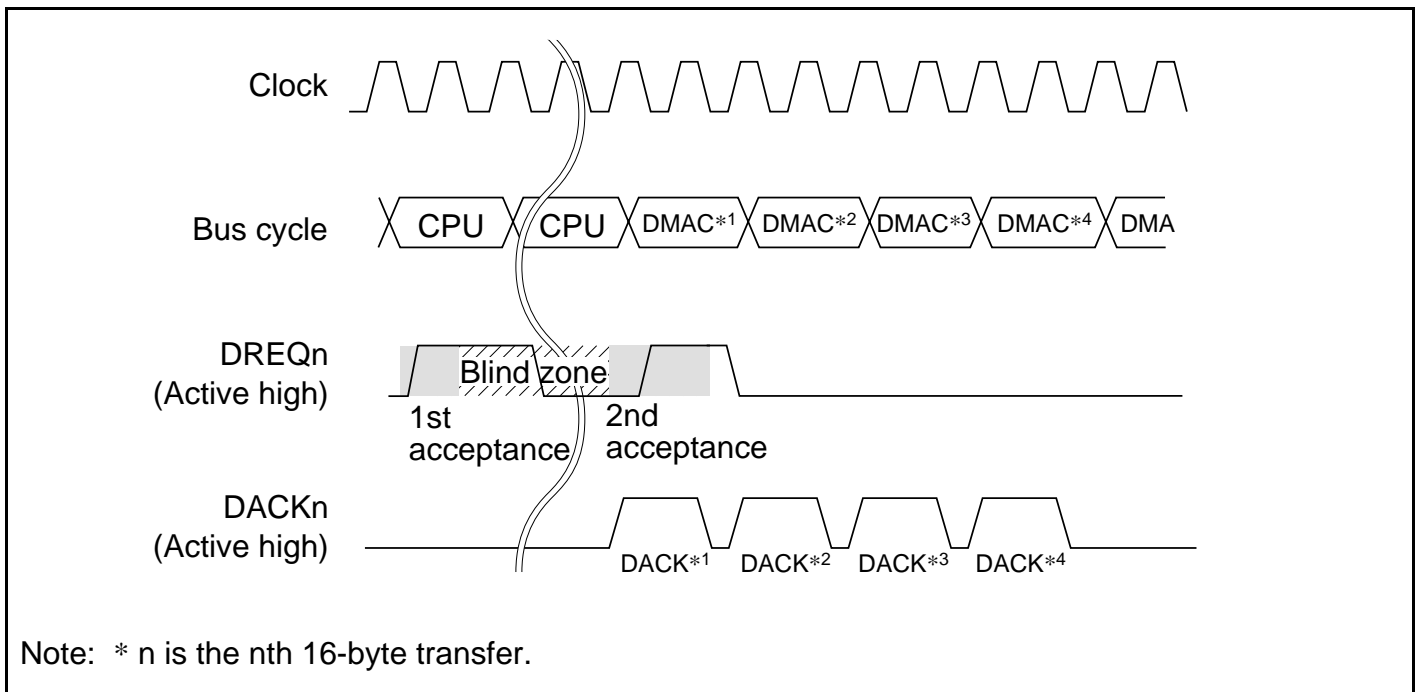 Clock
Bus cycle
CPU
CPU
DMAC*1
DMAC*2
DMAC*3
DMAC*4
DMA
DREQn
(Active high)
Blind zone
1st
acceptance
2nd
acceptance
DACKn
(Active high)
DACK*1
DACK*2
DACK*3
DACK*4
Note: * n is the nth 16-byte transfer.